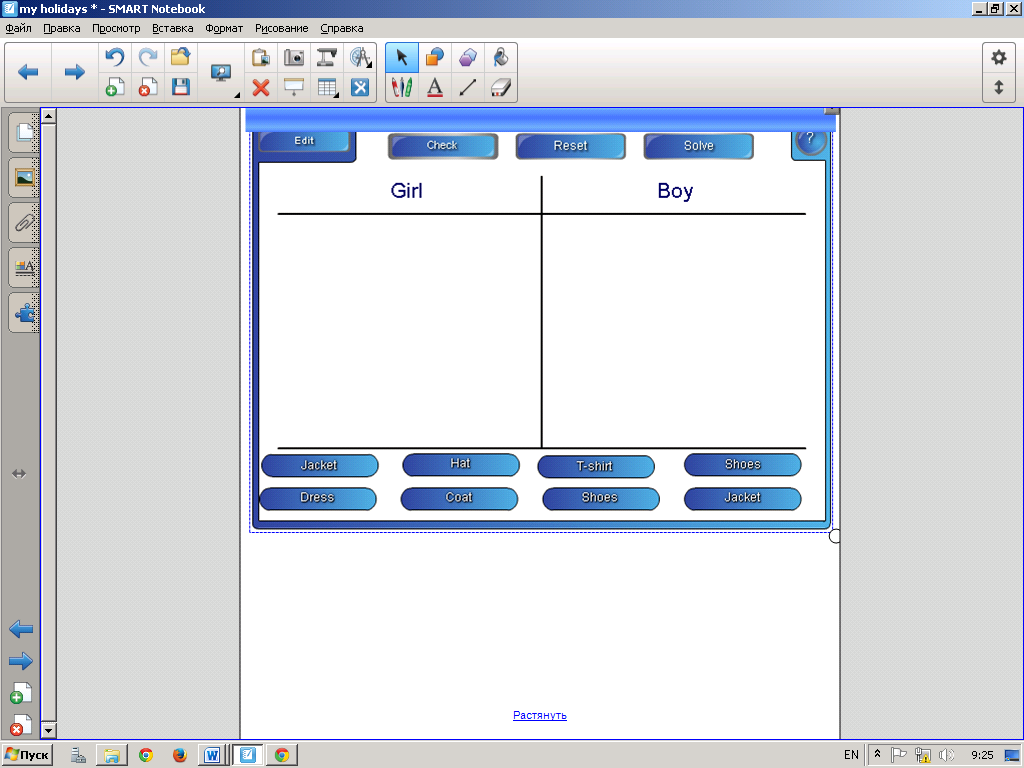 my holidays * - SMART Notebook
Файл Правка Просмотр Вставка Формат Рисование Справка
Edit Check Reset Solve ?
Girl Boy
Jacket Hat T-shirt Shoes
Dress Coat Shoes Jacket
Растянуть
Пуск EN 9:25